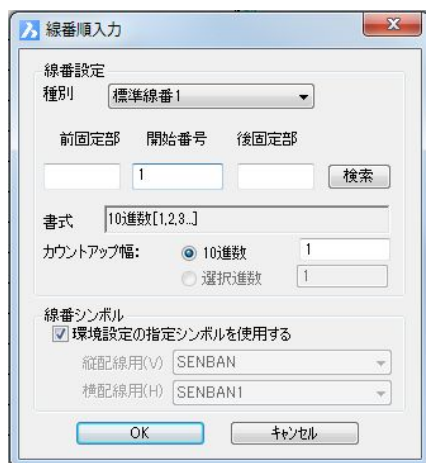 線番順入力
線番設定
種別 標準線番1
前固定部 開始番号 後固定部
1 検索
書式 10進数[1,2,3...]
カウントアップ幅： 10進数 1
選択進数 1
線番シンボル
環境設定の指定シンボルを使用する
縦配線用(V) SENBAN
横配線用(H) SENBAN1
OK キャンセル